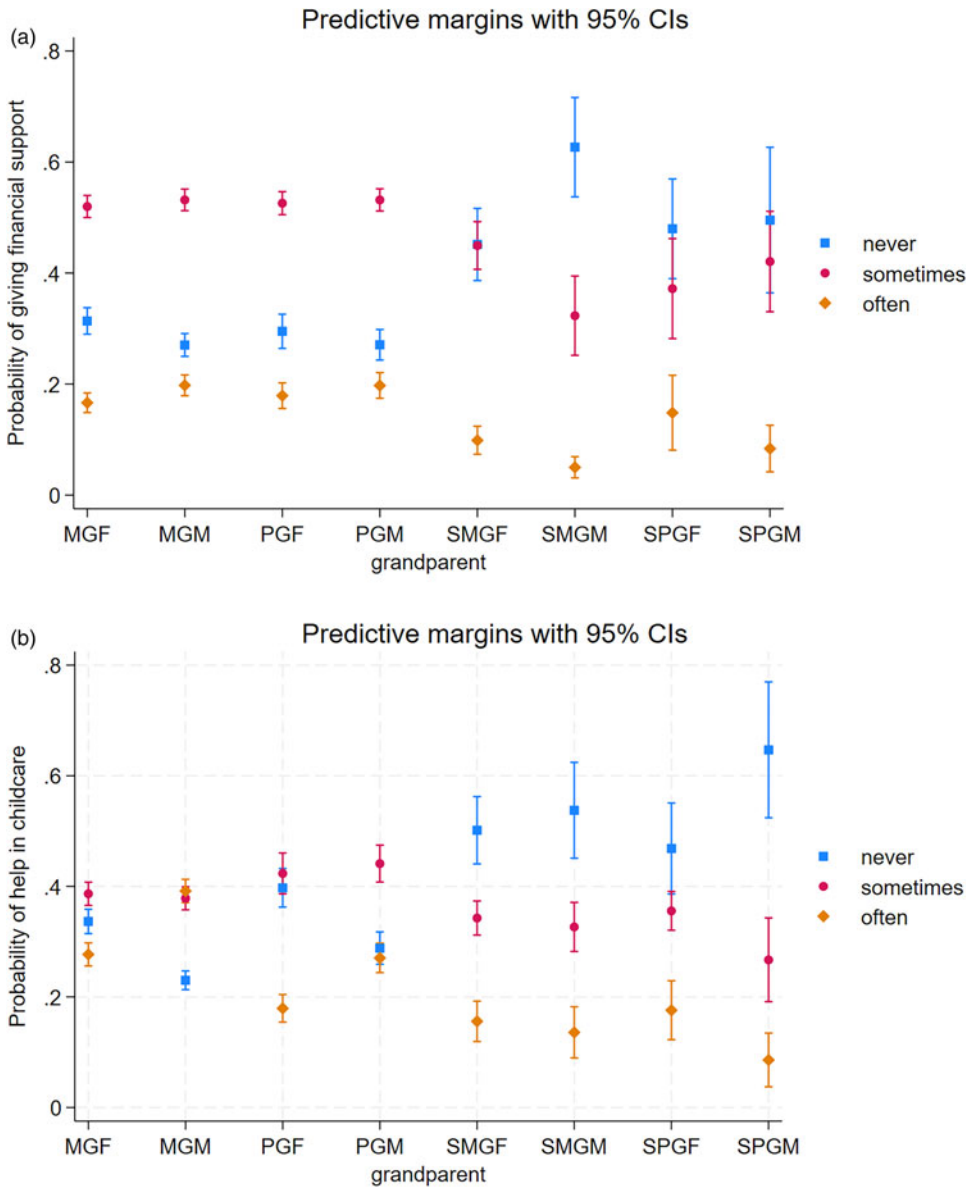 (a)
Predictive margins with 95% CIs
Probability of giving financial support
.8
.6
.4
.2
0
MGF MGM PGF PGM SMGF SMGM SPGF SPGM
grandparent
never
sometimes
often
(b)
Predictive margins with 95% CIs
Probability of help in childcare
.8
.6
.4
.2
0
MGF MGM PGF PGM SMGF SMGM SPGF SPGM
grandparent
never
sometimes
often